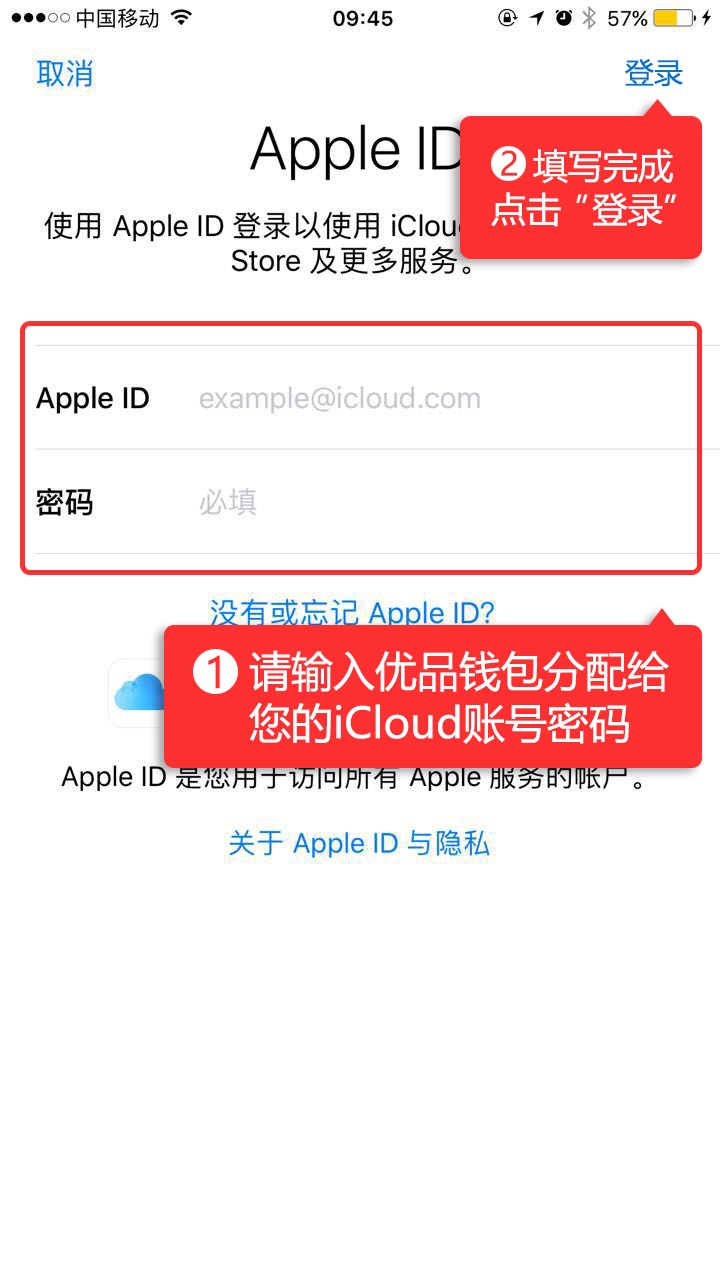 中国移动 09:45 57%
取消 登录
Apple ID
❷ 填写完成
点击 “登录”
使用 Apple ID 登录以使用 iClou
Store 及更多服务。
Apple ID example@icloud.com
密码 必填
没有或忘记 Apple ID?
❶ 请输入优品钱包分配给
您的iCloud账号密码
Apple ID 是您用于访问所有 Apple 服务的帐户。
关于 Apple ID 与隐私